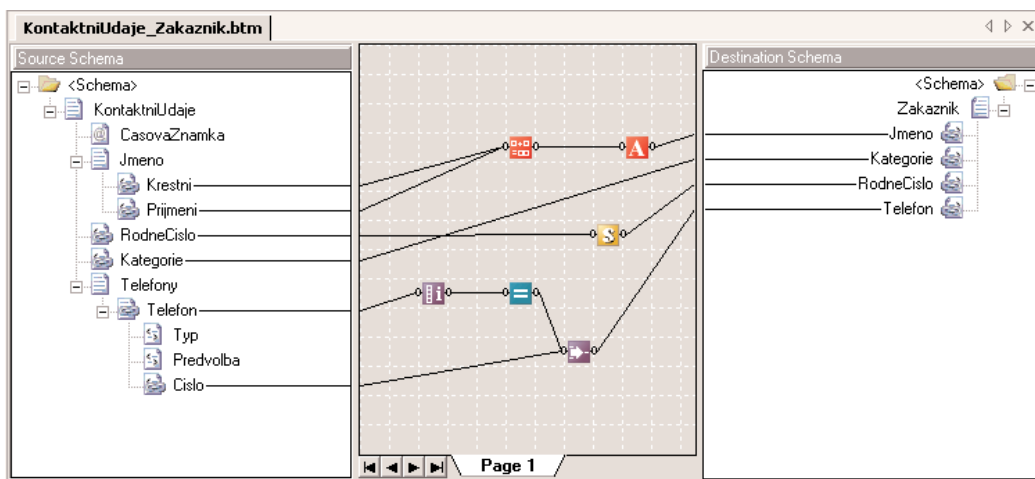 KontaktniUdaje_Zakaznik.btm
Source Schema
<Schema>
KontaktniUdaje
CasovaZnamka
Jmeno
Krestni
Prijmeni
RodneCislo
Kategorie
Telefony
Telefon
Typ
Predvolba
Cislo
A
S
i
=
Page 1
Destination Schema
<Schema>
Zakaznik
Jmeno
Kategorie
RodneCislo
Telefon